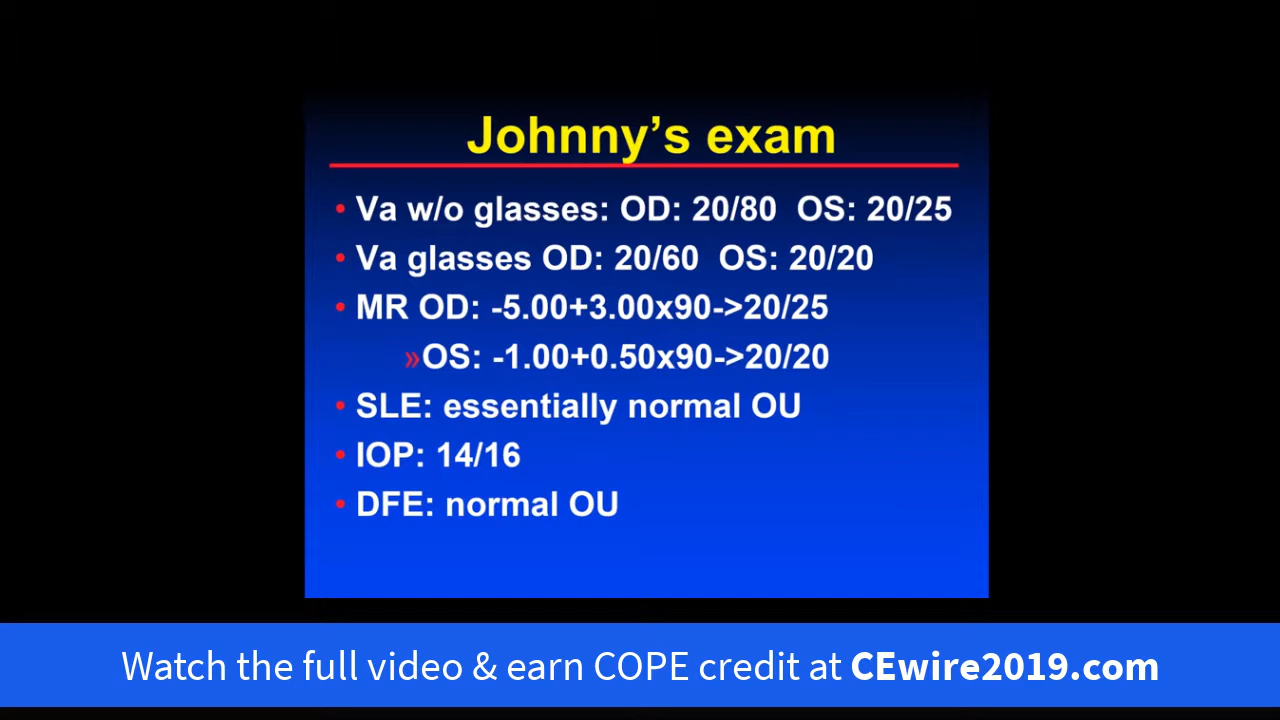 Johnny’s exam
• Va w/o glasses: OD: 20/80 OS: 20/25
• Va glasses OD: 20/60 OS: 20/20
• MR OD: -5.00+3.00x90->20/25
»OS: -1.00+0.50x90->20/20
• SLE: essentially normal OU
• IOP: 14/16
• DFE: normal OU
Watch the full video & earn COPE credit at CEwire2019.com